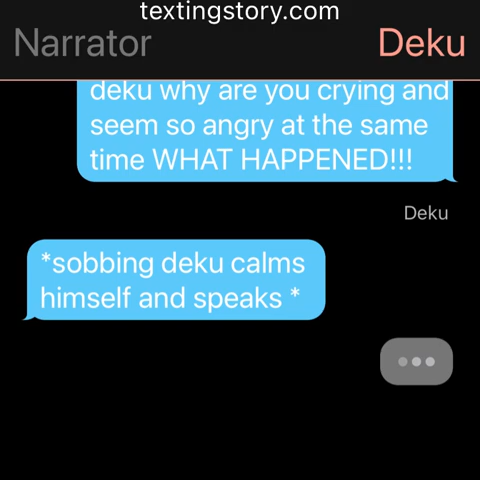 textingstory.com
Narrator
Deku
deku why are you crying and
seem so angry at the same
time WHAT HAPPENED!!!
Deku
*sobbing deku calms
himself and speaks *